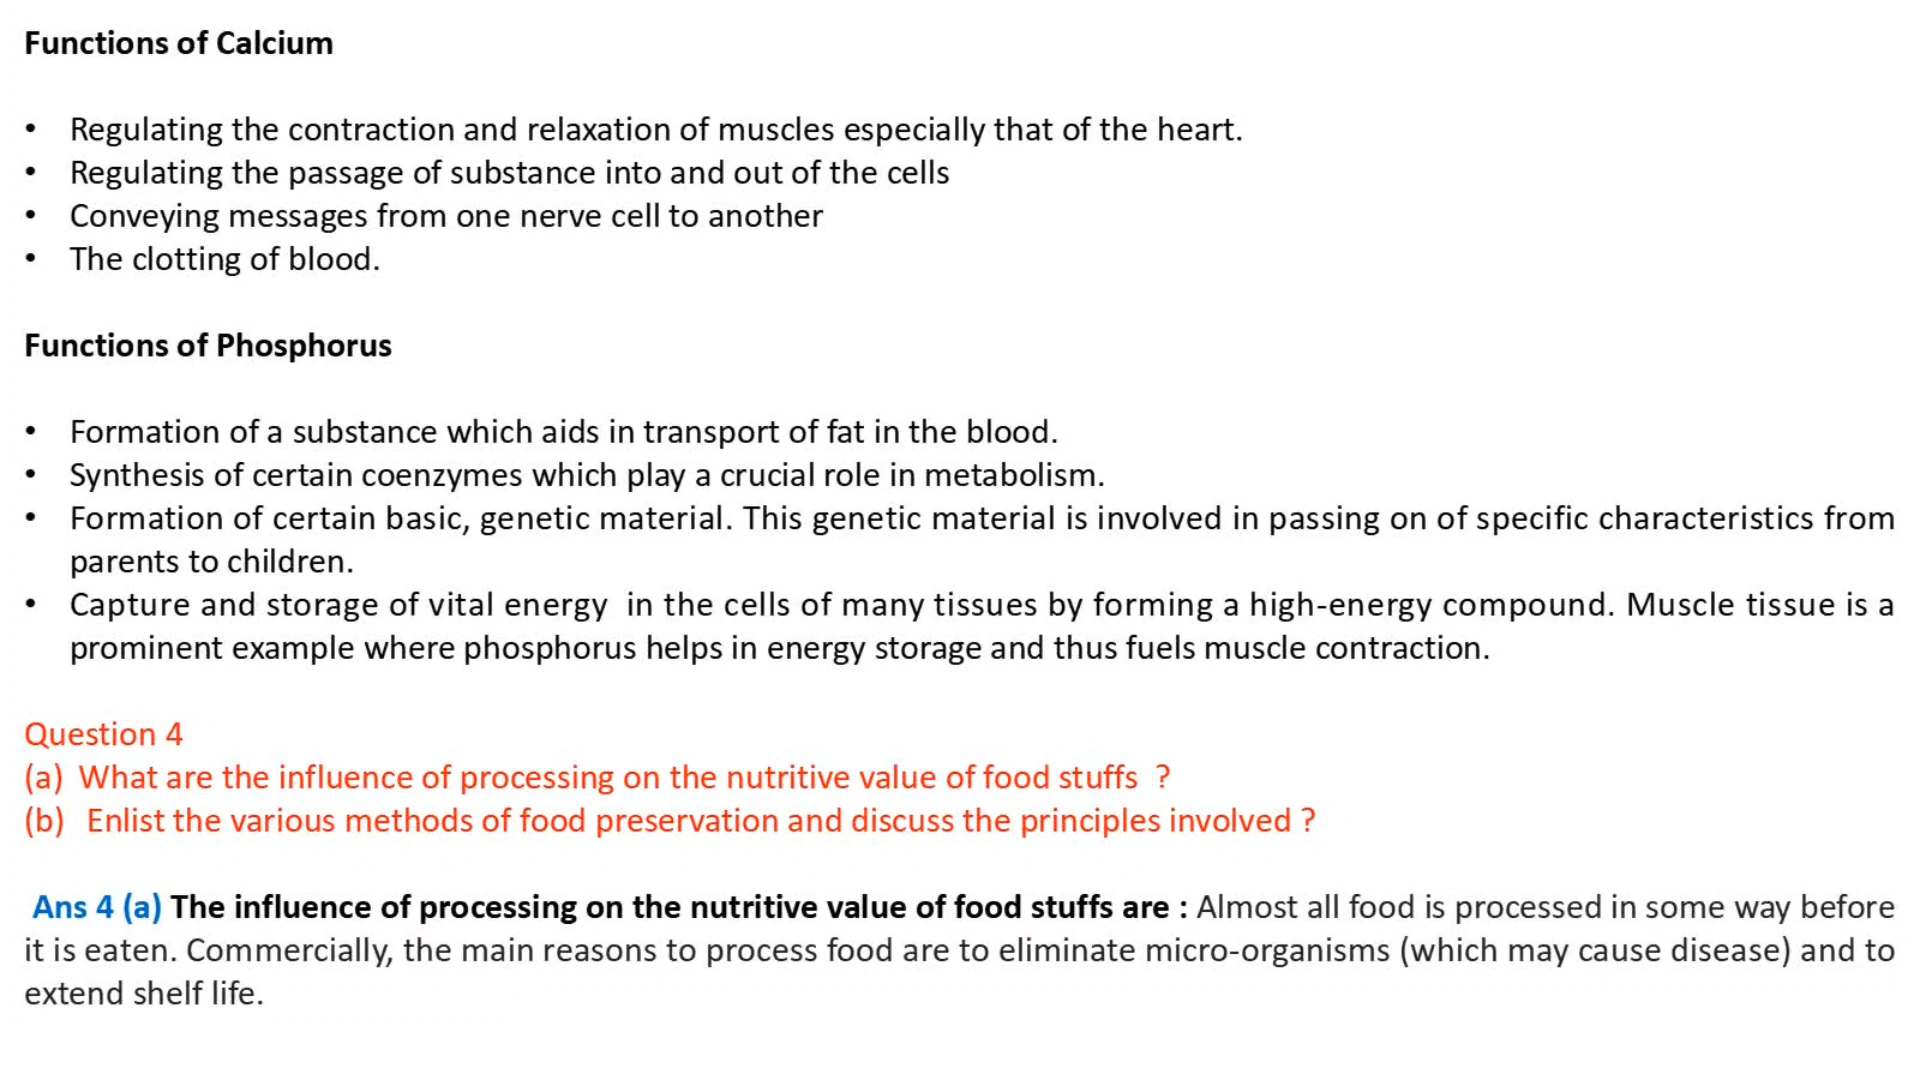 Functions of Calcium
• Regulating the contraction and relaxation of muscles especially that of the heart.
• Regulating the passage of substance into and out of the cells
• Conveying messages from one nerve cell to another
• The clotting of blood.
Functions of Phosphorus
• Formation of a substance which aids in transport of fat in the blood.
• Synthesis of certain coenzymes which play a crucial role in metabolism.
• Formation of certain basic, genetic material. This genetic material is involved in passing on of specific characteristics from
parents to children.
• Capture and storage of vital energy in the cells of many tissues by forming a high-energy compound. Muscle tissue is a
prominent example where phosphorus helps in energy storage and thus fuels muscle contraction.
Question 4
(a) What are the influence of processing on the nutritive value of food stuffs ?
(b) Enlist the various methods of food preservation and discuss the principles involved ?
Ans 4 (a) The influence of processing on the nutritive value of food stuffs are : Almost all food is processed in some way before
it is eaten. Commercially, the main reasons to process food are to eliminate micro-organisms (which may cause disease) and to
extend shelf life.